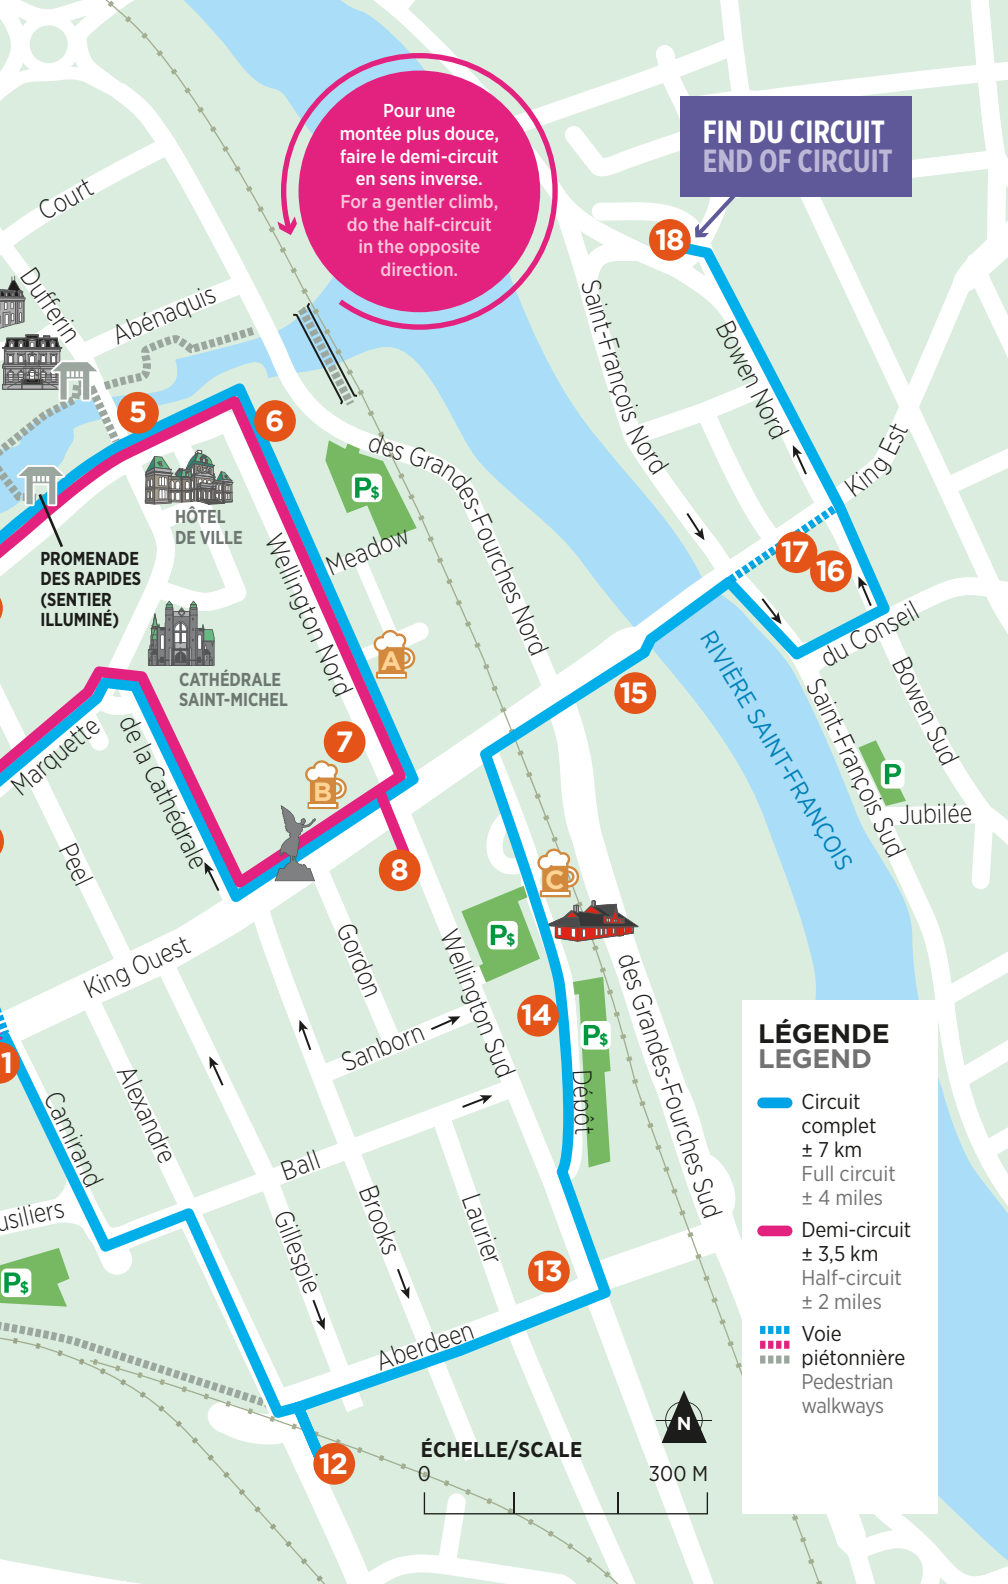 Pour une
montée plus douce,
faire le demi-circuit
en sens inverse.
For a gentler climb,
do the half-circuit
in the opposite
direction.
FIN DU CIRCUIT
END OF CIRCUIT
18
Court
Dufferin
Abénaquis
Saint-François Nord
Bowen Nord
King Est
5
6
P$
des Grandes-Fourches Nord
Meadow
HÔTEL
DE VILLE
PROMENADE
DES RAPIDES
(SENTIER
ILLUMINÉ)
Wellington Nord
17
16
du Conseil
CATHÉDRALE
SAINT-MICHEL
A
15
RIVIÈRE SAINT-FRANÇOIS
Bowen Sud
Saint-François Sud
Marquette
de la Cathédrale
7
B
P
Jubilée
Peel
8
C
King Ouest
Gordon
Wellington Sud
P$
des Grandes-Fourches Sud
14
P$
Sanborn
1
Camirand
Alexandre
Dépôt
Ball
usiliers
Gillespie
Brooks
Laurier
P$
13
Aberdeen
12
N
ÉCHELLE/SCALE
0
300 M
LÉGENDE
LEGEND
Circuit
complet
± 7 km
Full circuit
± 4 miles
Demi-circuit
± 3,5 km
Half-circuit
± 2 miles
Voie
piétonnière
Pedestrian
walkways